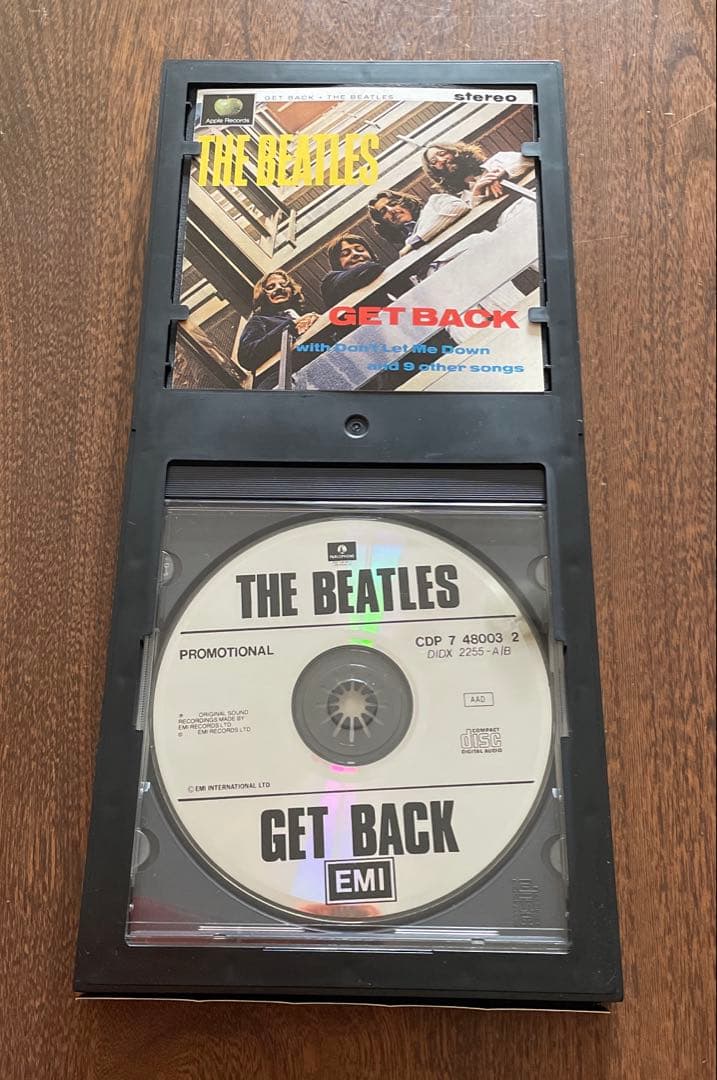 Apple Records
GET BACK • THE BEATLES
stereo
THE BEATLES
GET BACK
with Don't Let Me Down
and 9 other songs
PARLOPHONE
THE BEATLES
PROMOTIONAL
CDP 7 48003 2
DIDX 2255-A/B
AAD
℗ ORIGINAL SOUND
RECORDINGS MADE BY
EMI RECORDS LTD.
© EMI RECORDS LTD.
COMPACT
disc
DIGITAL AUDIO
© EMI INTERNATIONAL LTD
GET BACK
EMI